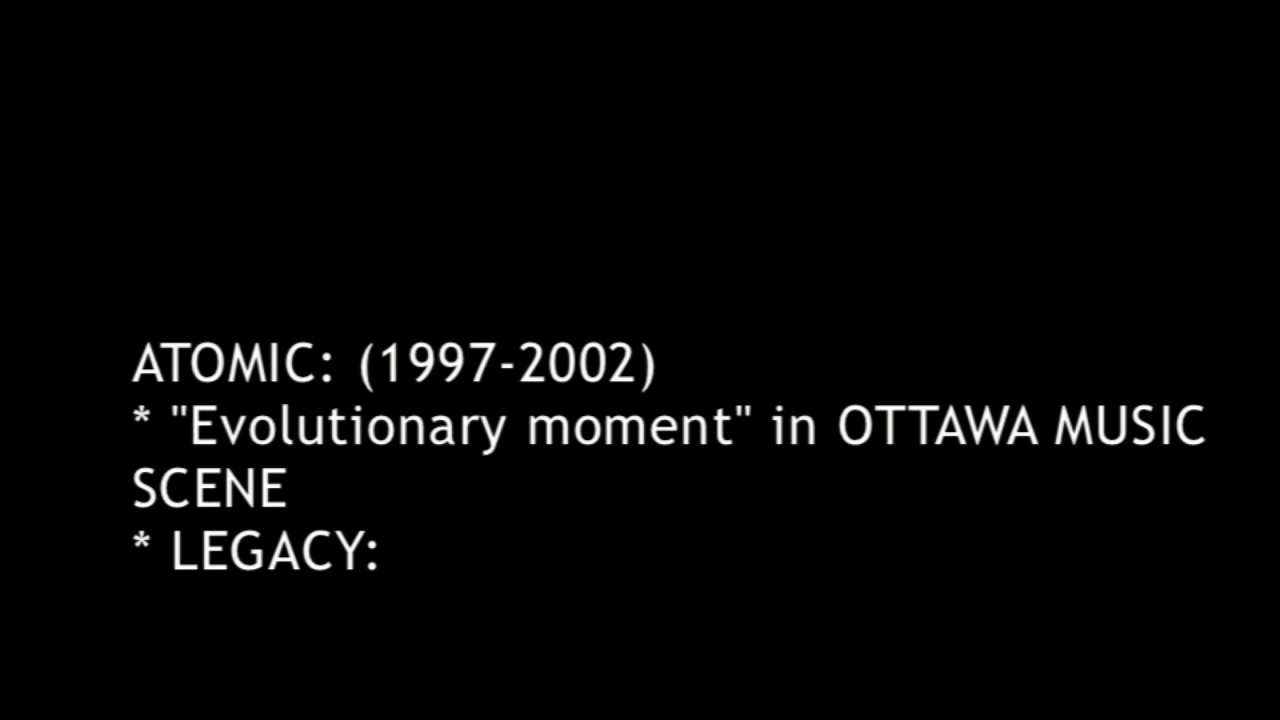 ATOMIC: (1997-2002)
* "Evolutionary moment" in OTTAWA MUSIC
SCENE
* LEGACY: